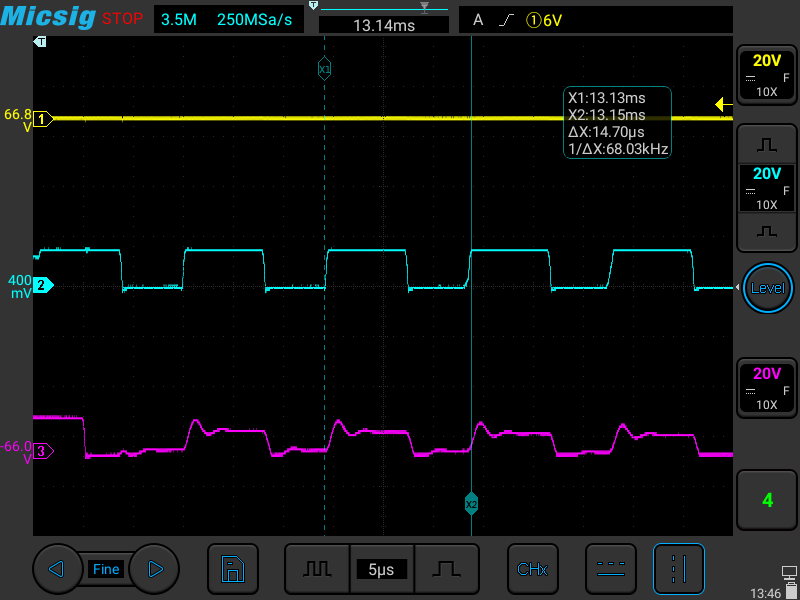 Micsig STOP 3.5M 250MSa/s T 13.14ms A ①6V
T
X1
20V
F
10X
X1:13.13ms
X2:13.15ms
ΔX:14.70µs
1/ΔX:68.03kHz
66.8
V
1
20V
F
10X
400
mV
2
Level
20V
F
10X
-66.0
V
3
X2
4
Fine
5µs
CHx
13:46